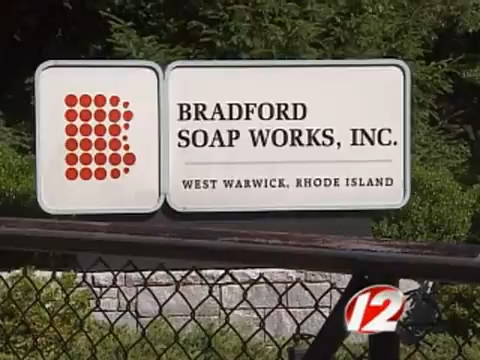 BRADFORD
SOAP WORKS, INC.
WEST WARWICK, RHODE ISLAND
12